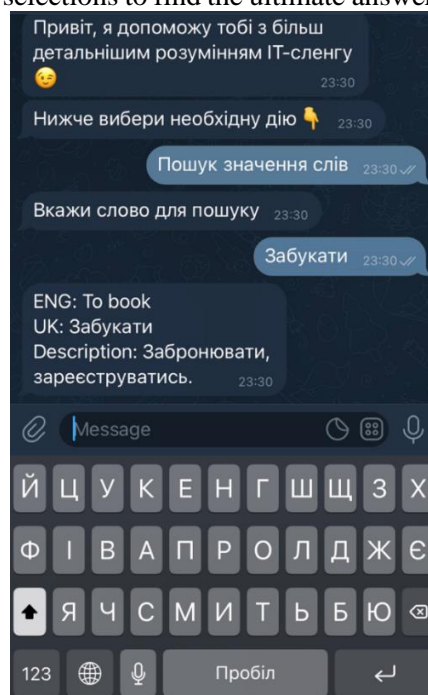 selections to find the ultimate answer
Привіт, я допоможу тобі з більш
детальнішим розумінням ІТ-сленгу
😉 23:30
Нижче вибери необхідну дію 👇 23:30
Пошук значення слів 23:30
Вкажи слово для пошуку 23:30
Забукати 23:30
ENG: To book
UK: Забукати
Description: Забронювати,
зареєструватись. 23:30
Message
Й Ц У К Е Н Г Ш Щ З Х
Ф І В А П Р О Л Д Ж Є
Я Ч С М И Т Ь Б Ю
123 Пробіл